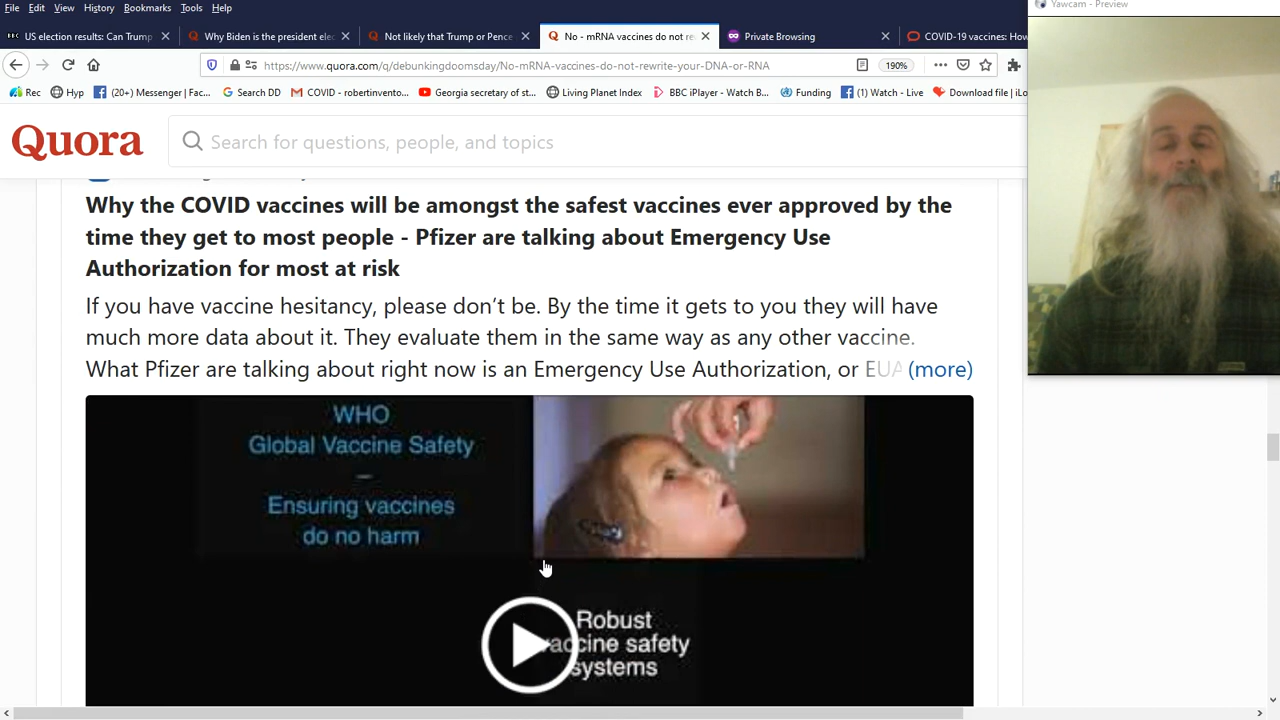 File Edit View History Bookmarks Tools Help
Yawcam - Preview
US election results: Can Trump
Why Biden is the president ele
Not likely that Trump or Pence
No - mRNA vaccines do not re
Private Browsing
COVID-19 vaccines: How
https://www.quora.com/q/debunkingdoomsday/No-mRNA-vaccines-do-not-rewrite-your-DNA-or-RNA
190%
Rec
Hyp
(20+) Messenger | Fac...
Search DD
COVID - robertinvento...
Georgia secretary of st...
Living Planet Index
BBC iPlayer - Watch B...
Funding
(1) Watch - Live
Download file | iLo
Quora
Search for questions, people, and topics
Why the COVID vaccines will be amongst the safest vaccines ever approved by the
time they get to most people - Pfizer are talking about Emergency Use
Authorization for most at risk
If you have vaccine hesitancy, please don't be. By the time it gets to you they will have
much more data about it. They evaluate them in the same way as any other vaccine.
What Pfizer are talking about right now is an Emergency Use Authorization, or EUA (more)
WHO
Global Vaccine Safety
–
Ensuring vaccines
do no harm
Robust
vaccine safety
systems